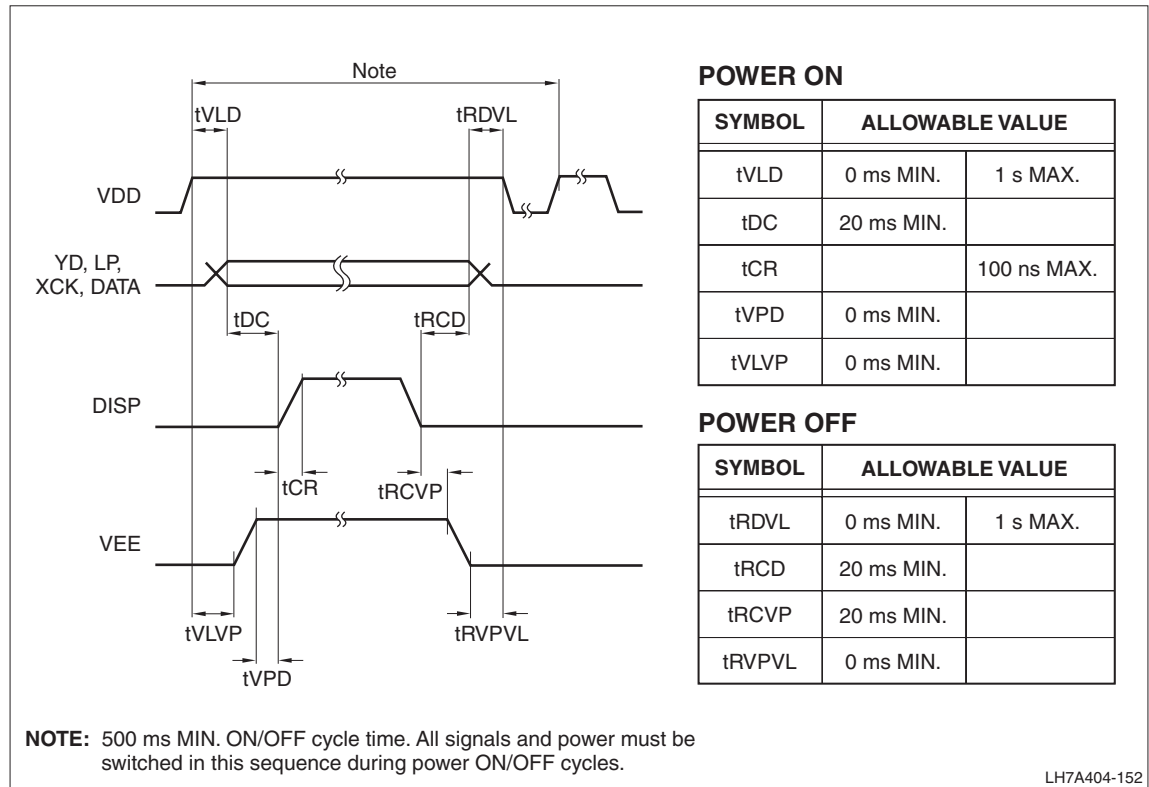 Note
tVLD
tRDVL
VDD
YD, LP,
XCK, DATA
tDC
tRCD
DISP
tCR
tRCVP
VEE
tVLVP
tRVPVL
tVPD
POWER ON
SYMBOL ALLOWABLE VALUE
tVLD 0 ms MIN. 1 s MAX.
tDC 20 ms MIN.
tCR 100 ns MAX.
tVPD 0 ms MIN.
tVLVP 0 ms MIN.
POWER OFF
SYMBOL ALLOWABLE VALUE
tRDVL 0 ms MIN. 1 s MAX.
tRCD 20 ms MIN.
tRCVP 20 ms MIN.
tRVPVL 0 ms MIN.
NOTE: 500 ms MIN. ON/OFF cycle time. All signals and power must be
switched in this sequence during power ON/OFF cycles.
LH7A404-152